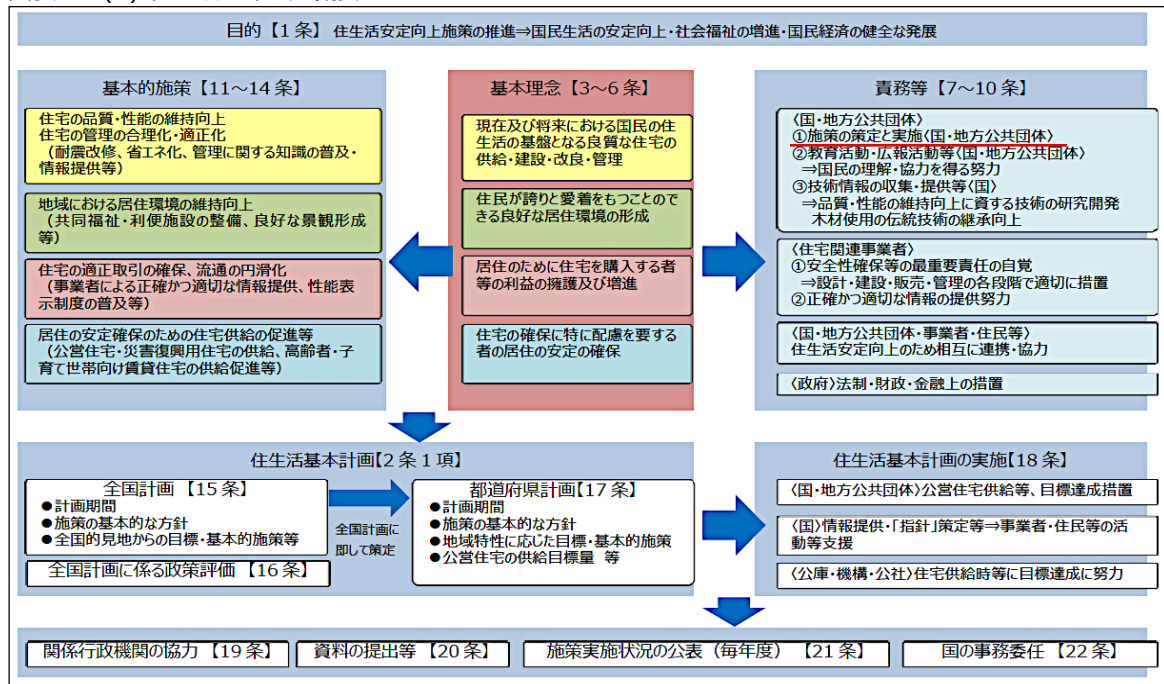 目的【1条】 住生活安定向上施策の推進⇒国民生活の安定向上・社会福祉の増進・国民経済の健全な発展
基本的施策【11～14条】
住宅の品質・性能の維持向上
住宅の管理の合理化・適正化
（耐震改修、省エネ化、管理に関する知識の普及・
情報提供等）
地域における居住環境の維持向上
（共同福祉・利便施設の整備、良好な景観形成
等）
住宅の適正取引の確保、流通の円滑化
（事業者による正確かつ適切な情報提供、性能表
示制度の普及等）
居住の安定確保のための住宅供給の促進等
（公営住宅・災害復興用住宅の供給、高齢者・子
育て世帯向け賃貸住宅の供給促進等）
基本理念【3～6条】
現在及び将来における国民の住
生活の基盤となる良質な住宅の
供給・建設・改良・管理
住民が誇りと愛着をもつことので
きる良好な居住環境の形成
居住のために住宅を購入する者
等の利益の擁護及び増進
住宅の確保に特に配慮を要する
者の居住の安定の確保
責務等【7～10条】
〈国・地方公共団体〉
①施策の策定と実施〈国・地方公共団体〉
②教育活動・広報活動等〈国・地方公共団体〉
⇒国民の理解・協力を得る努力
③技術情報の収集・提供等〈国〉
⇒品質・性能の維持向上に資する技術の研究開発
木材使用の伝統技術の継承向上
〈住宅関連事業者〉
①安全性確保等の最重要責任の自覚
⇒設計・建設・販売・管理の各段階で適切に措置
②正確かつ適切な情報の提供努力
〈国・地方公共団体・事業者・住民等〉
住生活安定向上のため相互に連携・協力
〈政府〉法制・財政・金融上の措置
住生活基本計画【2条1項】
全国計画【15条】
●計画期間
●施策の基本的な方針
●全国的見地からの目標・基本的施策等
全国計画に係る政策評価【16条】
全国計画に
即して策定
都道府県計画【17条】
●計画期間
●施策の基本的な方針
●地域特性に応じた目標・基本的施策
●公営住宅の供給目標量 等
住生活基本計画の実施【18条】
〈国・地方公共団体〉公営住宅供給等、目標達成措置
〈国〉情報提供・「指針」策定等⇒事業者・住民等の活
動等支援
〈公庫・機構・公社〉住宅供給時等に目標達成に努力
関係行政機関の協力【19条】
資料の提出等【20条】
施策実施状況の公表（毎年度）【21条】
国の事務委任【22条】